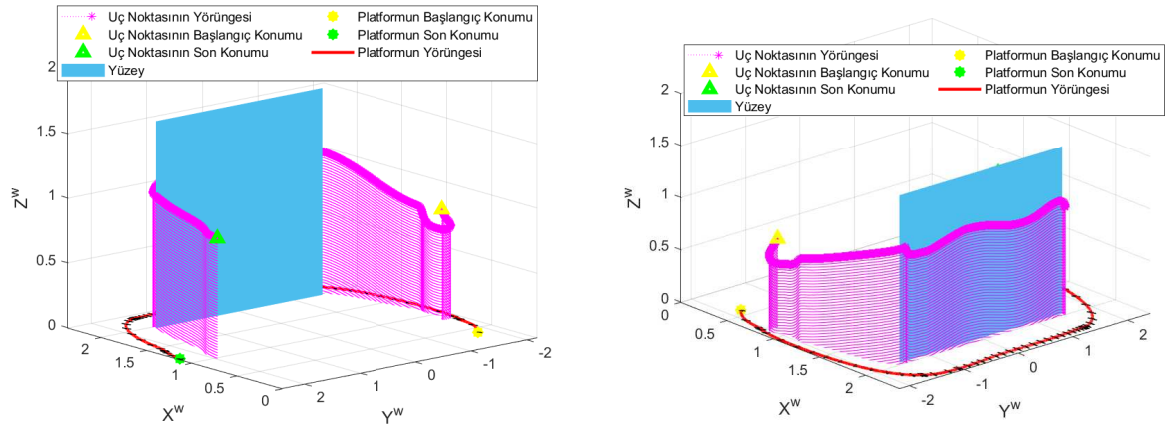 Uç Noktasının Yörüngesi
Platformun Başlangıç Konumu
Uç Noktasının Başlangıç Konumu
Platformun Son Konumu
Uç Noktasının Son Konumu
Platformun Yörüngesi
Yüzey
2
1.5
1
0.5
0
Z^w
2
1.5
1
0.5
0
X^w
2
1
0
-1
-2
Y^w
Uç Noktasının Yörüngesi
Platformun Başlangıç Konumu
Uç Noktasının Başlangıç Konumu
Platformun Son Konumu
Uç Noktasının Son Konumu
Platformun Yörüngesi
Yüzey
2
1.5
1
0.5
0
Z^w
0
0.5
1
1.5
2
X^w
-2
-1
0
1
2
Y^w